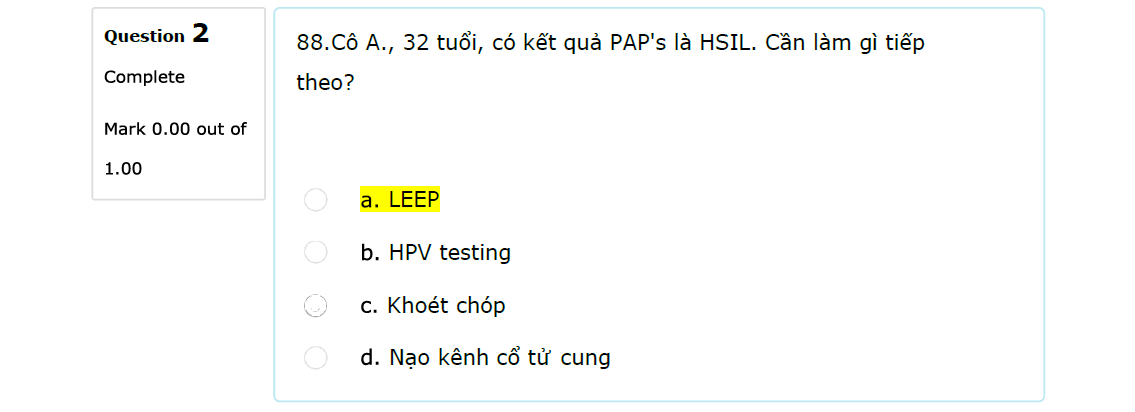 Question 2
Complete
Mark 0.00 out of
1.00
88.Cô A., 32 tuổi, có kết quả PAP's là HSIL. Cần làm gì tiếp
theo?
a. LEEP
b. HPV testing
c. Khoét chóp
d. Nạo kênh cổ tử cung